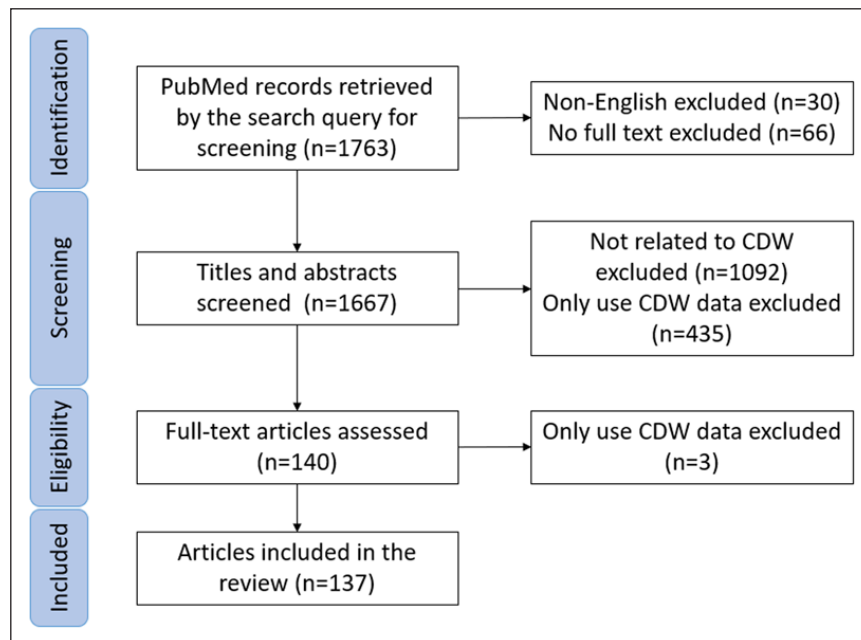 Identification
PubMed records retrieved
by the search query for
screening (n=1763)
Non-English excluded (n=30)
No full text excluded (n=66)
Screening
Titles and abstracts
screened (n=1667)
Not related to CDW
excluded (n=1092)
Only use CDW data excluded
(n=435)
Eligibility
Full-text articles assessed
(n=140)
Only use CDW data excluded
(n=3)
Included
Articles included in the
review (n=137)